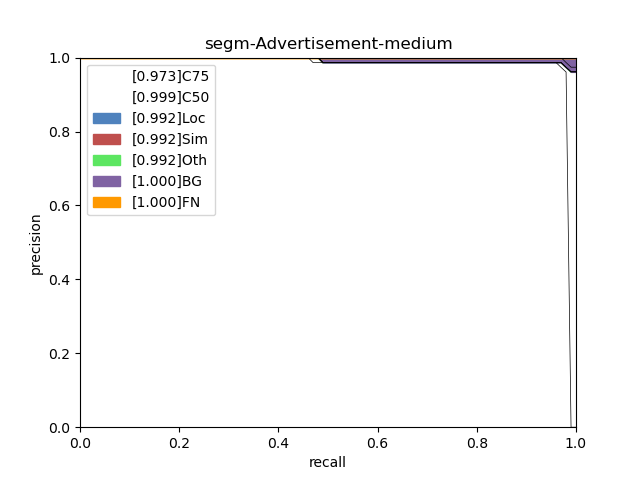 segm-Advertisement-medium
1.0
0.8
0.6
0.4
0.2
0.0
precision
[0.973]C75
[0.999]C50
[0.992]Loc
[0.992]Sim
[0.992]Oth
[1.000]BG
[1.000]FN
0.0 0.2 0.4 0.6 0.8 1.0
recall